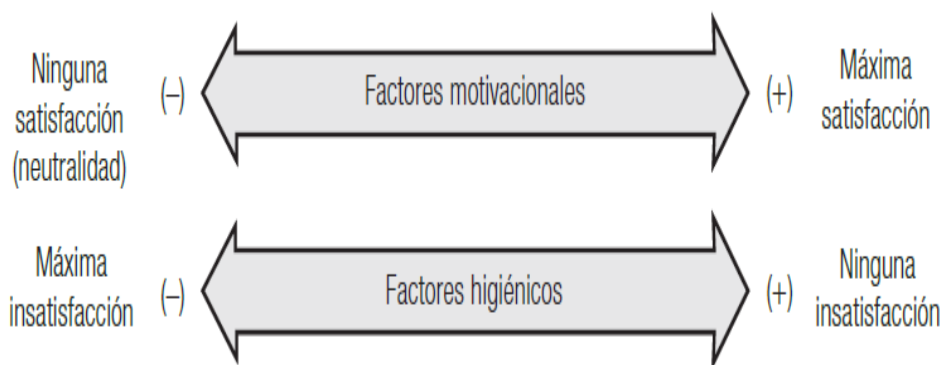 Ninguna
satisfacción
(neutralidad)
(–)
Factores motivacionales
(+)
Máxima
satisfacción
Máxima
insatisfacción
(–)
Factores higiénicos
(+)
Ninguna
insatisfacción